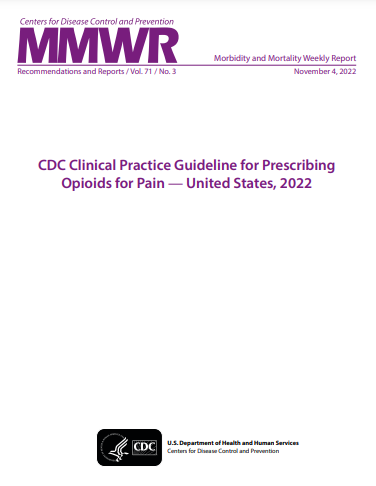 Centers for Disease Control and Prevention
MMWR
Morbidity and Mortality Weekly Report
Recommendations and Reports / Vol. 71 / No. 3
November 4, 2022
CDC Clinical Practice Guideline for Prescribing
Opioids for Pain — United States, 2022
CDC
U.S. Department of Health and Human Services
Centers for Disease Control and Prevention